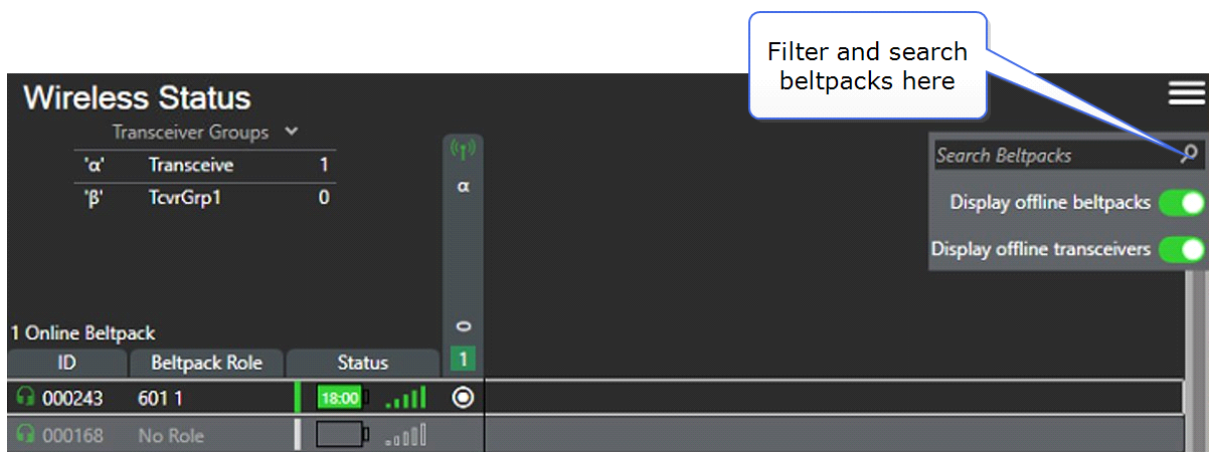 Filter and search
beltpacks here
Wireless Status
Transceiver Groups
'α' Transceive 1
'β' TcvrGrp1 0
α
Search Beltpacks
Display offline beltpacks
Display offline transceivers
1 Online Beltpack
0
ID Beltpack Role Status 1
000243 601 1 18:00
000168 No Role